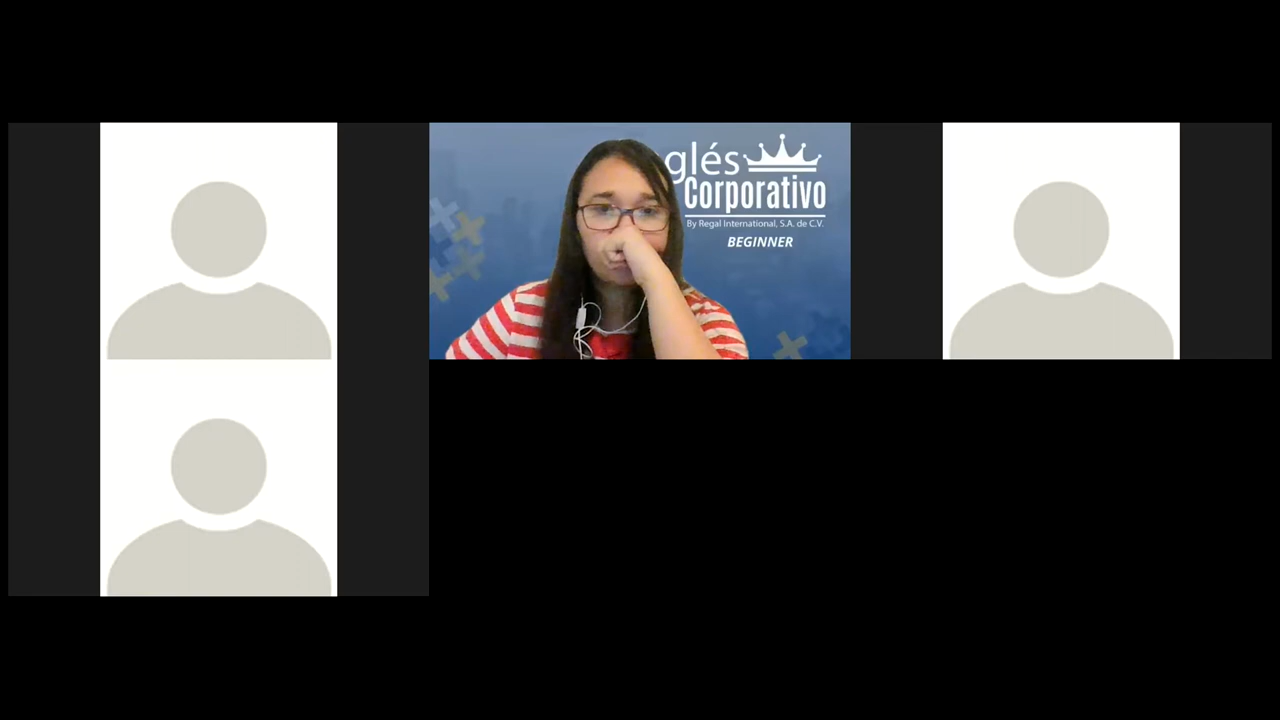 glés
Corporativo
By Regal International, S.A. de C.V.
BEGINNER